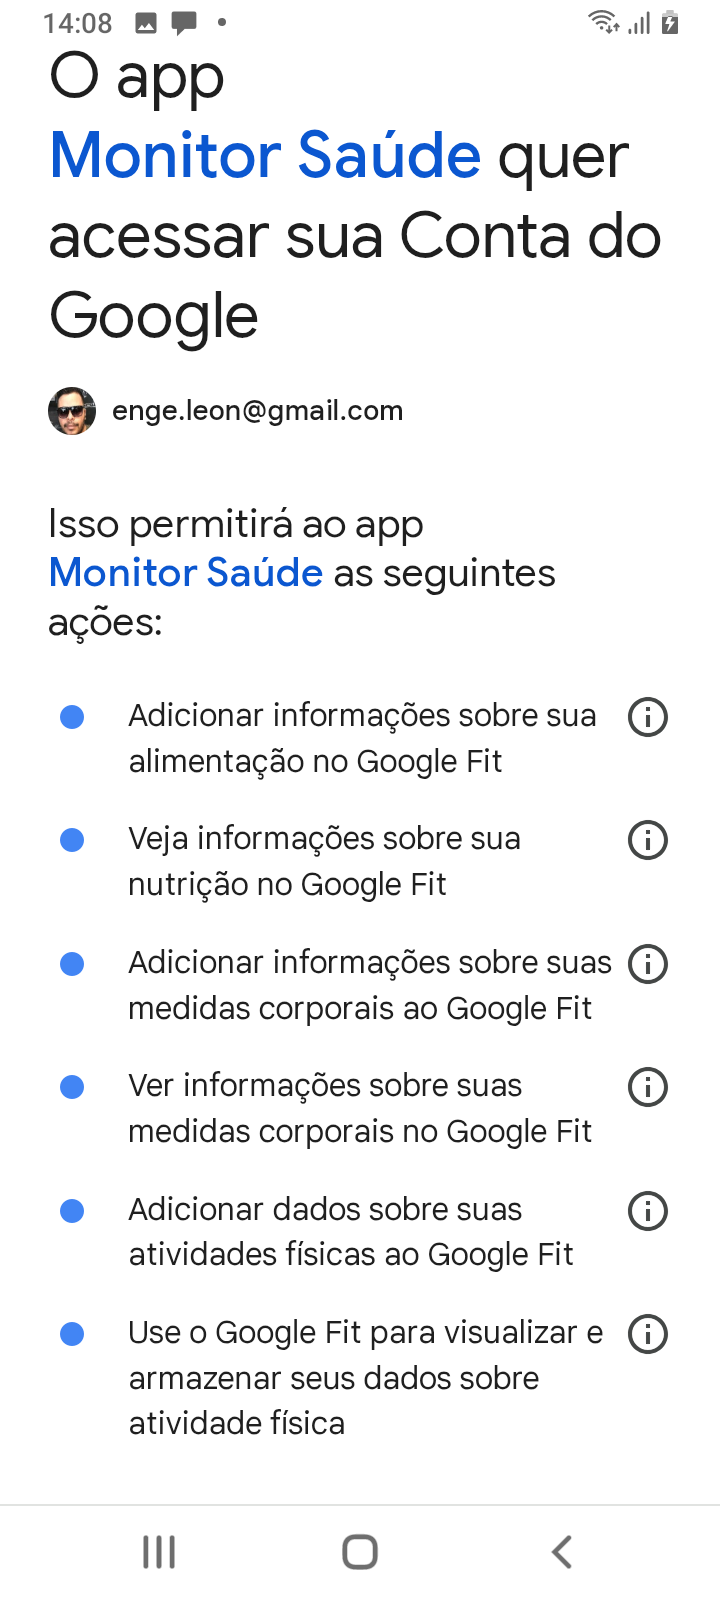 14:08
O app
Monitor Saúde quer
acessar sua Conta do
Google
enge.leon@gmail.com
Isso permitirá ao app
Monitor Saúde as seguintes
ações:
Adicionar informações sobre sua
alimentação no Google Fit
Veja informações sobre sua
nutrição no Google Fit
Adicionar informações sobre suas
medidas corporais ao Google Fit
Ver informações sobre suas
medidas corporais no Google Fit
Adicionar dados sobre suas
atividades físicas ao Google Fit
Use o Google Fit para visualizar e
armazenar seus dados sobre
atividade física